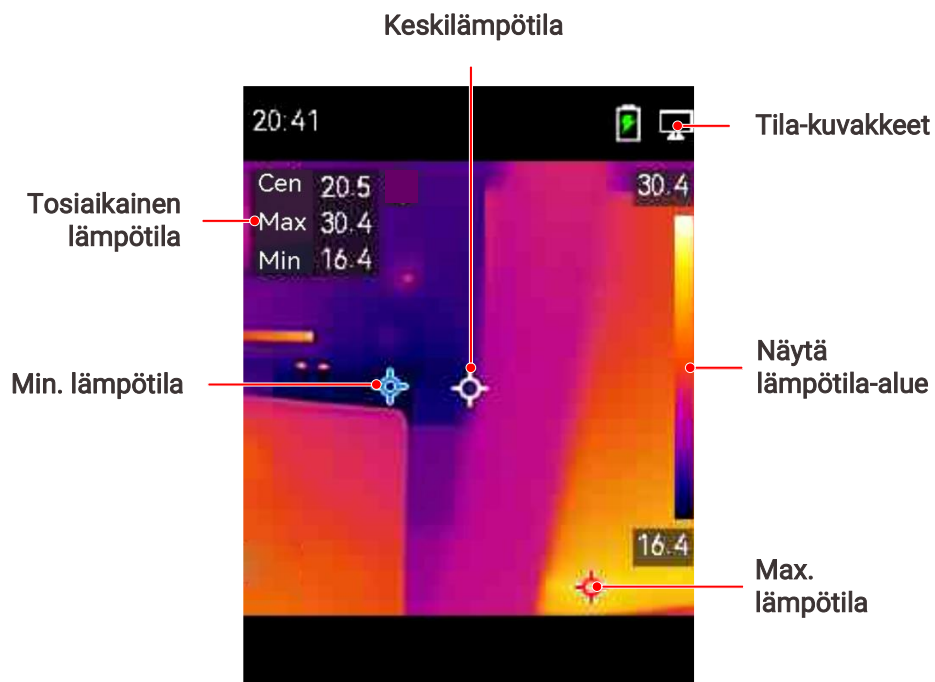 Keskilämpötila
20:41
Tila-kuvakkeet
Tosiaikainen
lämpötila
Cen 20.5
Max 30.4
Min 16.4
30.4
Näytä
lämpötila-alue
Min. lämpötila
16.4
Max.
lämpötila